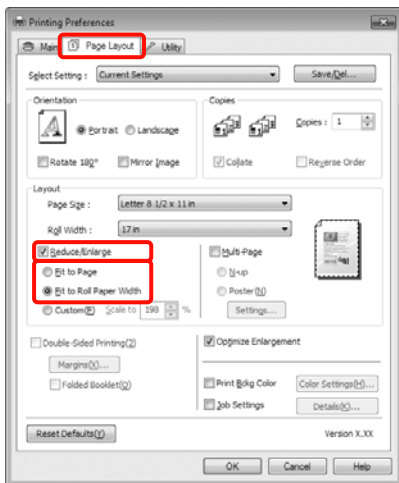 Printing Preferences
Main
Page Layout
Utility
Select Setting :
Current Settings
Save/Del...
Orientation
Portrait
Landscape
Rotate 180°
Mirror Image
Copies
Copies :
1
Collate
Reverse Order
Layout
Page Size :
Letter 8 1/2 x 11 in
Roll Width :
17 in
Reduce/Enlarge
Fit to Page
Fit to Roll Paper Width
Custom(F)
Scale to
198
%
Multi-Page
N-up
Poster(N)
Settings...
Double-Sided Printing(2)
Margins(X)...
Folded Booklet(Q)
Optimize Enlargement
Print Bckg Color
Color Settings(H)...
Job Settings
Details(K)...
Reset Defaults(Y)
Version X.XX
OK
Cancel
Help